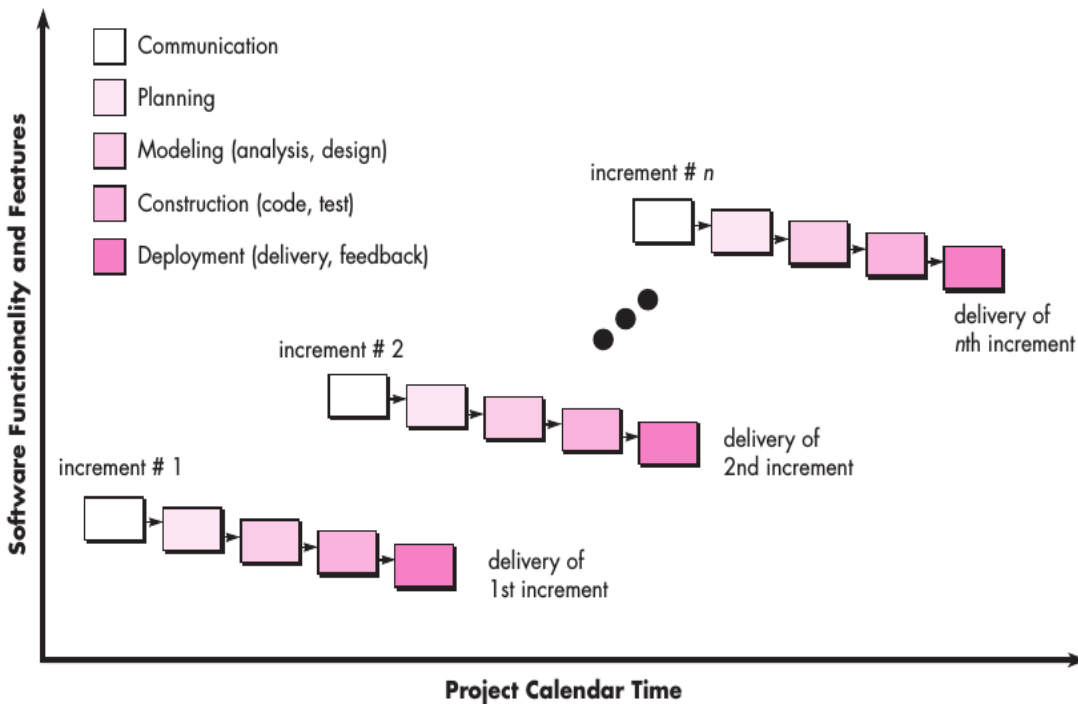 Software Functionality and Features
Communication
Planning
Modeling (analysis, design)
Construction (code, test)
Deployment (delivery, feedback)
increment # n
delivery of
nth increment
increment # 2
delivery of
2nd increment
increment # 1
delivery of
1st increment
Project Calendar Time